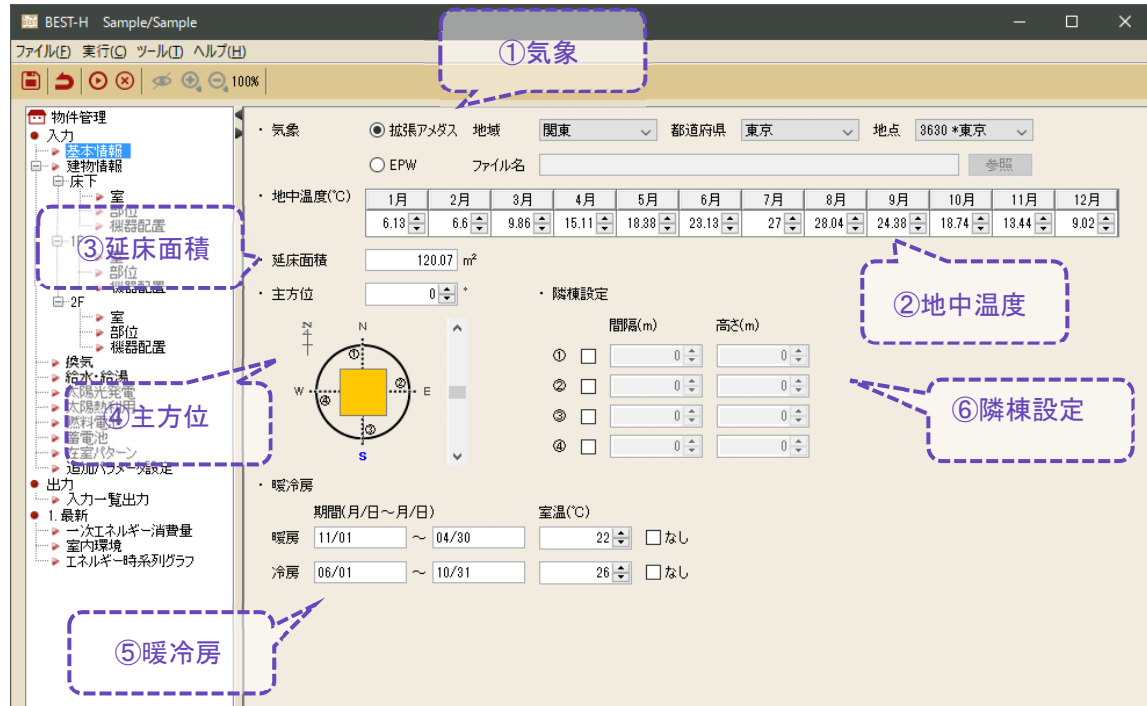 BEST-H Sample/Sample
ファイル(F) 実行(C) ツール(T) ヘルプ(H)
100%
①気象
物件管理
入力
基本情報
建物情報
床下
室
部位
機器配置
1F
室
部位
機器配置
2F
室
部位
機器配置
換気
給水・給湯
太陽光発電
太陽熱利用
燃料電池
蓄電池
在室パターン
追加パラメータ設定
出力
入力一覧出力
1.最新
一次エネルギー消費量
室内環境
エネルギー時系列グラフ
・気象 拡張アメダス 地域 関東 都道府県 東京 地点 3630 *東京
EPW ファイル名 参照
・地中温度(℃) 1月 2月 3月 4月 5月 6月 7月 8月 9月 10月 11月 12月
6.13 6.6 9.86 15.11 18.38 23.13 27 28.04 24.38 18.74 13.44 9.02
③延床面積
・延床面積 120.07 m²
・主方位 0 °
・隣棟設定
②地中温度
間隔(m) 高さ(m)
N N
① ① 0 0
W ④ ② E ② 0 0
③ ③ 0 0
S ④ 0 0
④主方位
⑥隣棟設定
・暖冷房
期間(月/日～月/日) 室温(℃)
暖房 11/01 ～ 04/30 22 なし
冷房 06/01 ～ 10/31 26 なし
⑤暖冷房